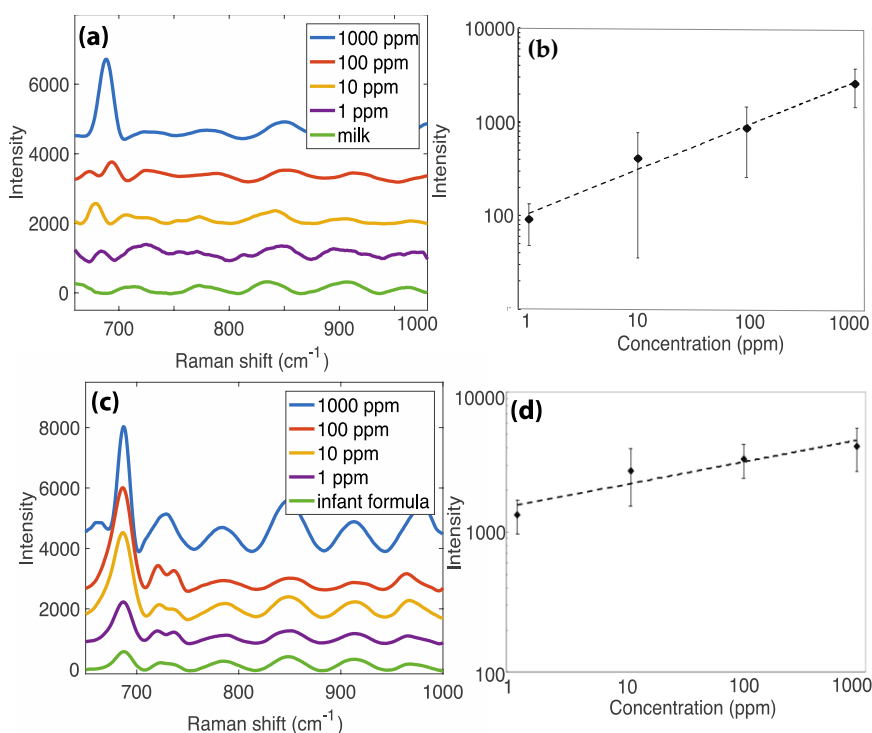 (a)
1000 ppm
100 ppm
10 ppm
1 ppm
milk
6000
4000
2000
0
Intensity
700
800
900
1000
Raman shift (cm-1)
(b)
10000
1000
100
Intensity
1
10
100
1000
Concentration (ppm)
(c)
1000 ppm
100 ppm
10 ppm
1 ppm
infant formula
8000
6000
4000
2000
0
Intensity
700
800
900
1000
Raman shift (cm-1)
(d)
10000
1000
100
Intensity
1
10
100
1000
Concentration (ppm)